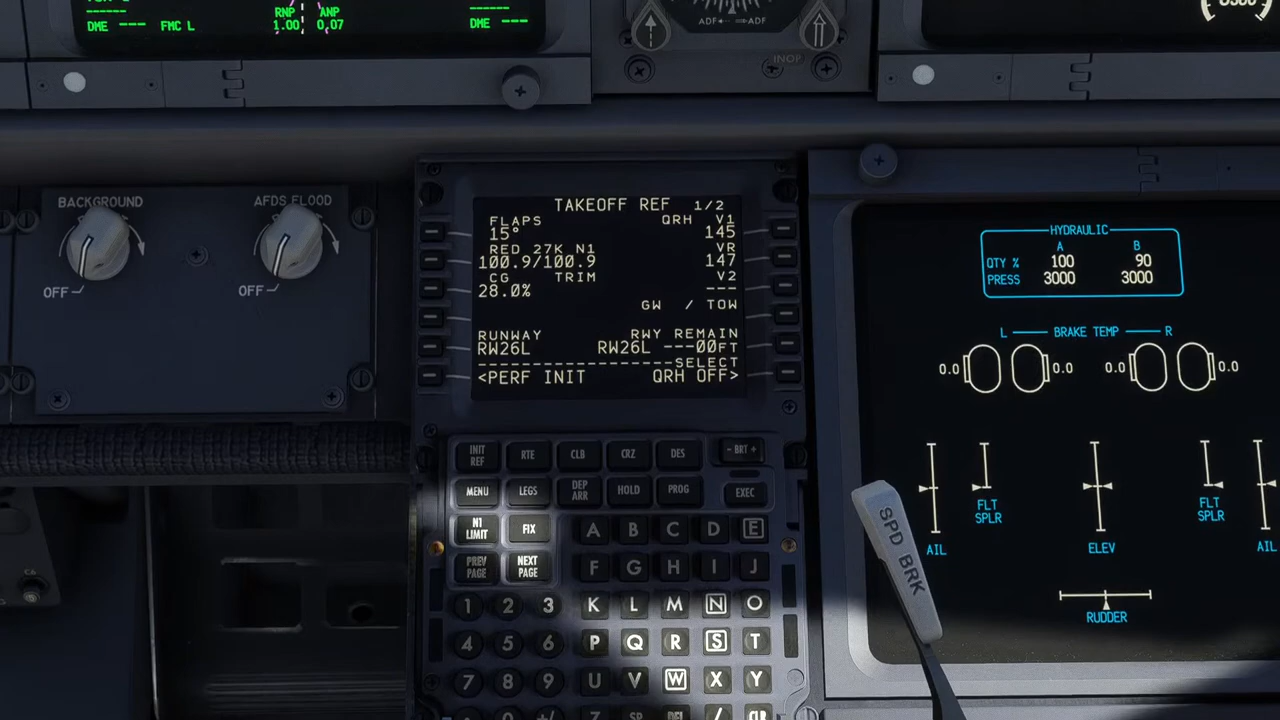 RNP ANP
1.00 0.07
DME --- FMC L
DME ---
ADF ADF
INOP
BACKGROUND
AFDS FLOOD
OFF
OFF
TAKEOFF REF 1/2
FLAPS QRH V1
15° 145
RED 27K N1 VR
100.9/100.9 147
CG TRIM V2
28.0% ---
GW / TOW
RUNWAY RWY REMAIN
RW26L RW26L ---00FT
SELECT
<PERF INIT QRH OFF>
INIT REF
RTE
CLB
CRZ
DES
- BRT +
MENU
LEGS
DEP ARR
HOLD
PROG
EXEC
N1 LIMIT
FIX
A B C D E
PREV PAGE
NEXT PAGE
F G H I J
1 2 3 K L M N O
4 5 6 P Q R S T
7 8 9 U V W X Y
HYDRAULIC
A B
QTY % 100 90
PRESS 3000 3000
L BRAKE TEMP R
0.0 0.0 0.0 0.0
FLT SPLR
FLT SPLR
AIL
ELEV
AIL
RUDDER
SPD BRK